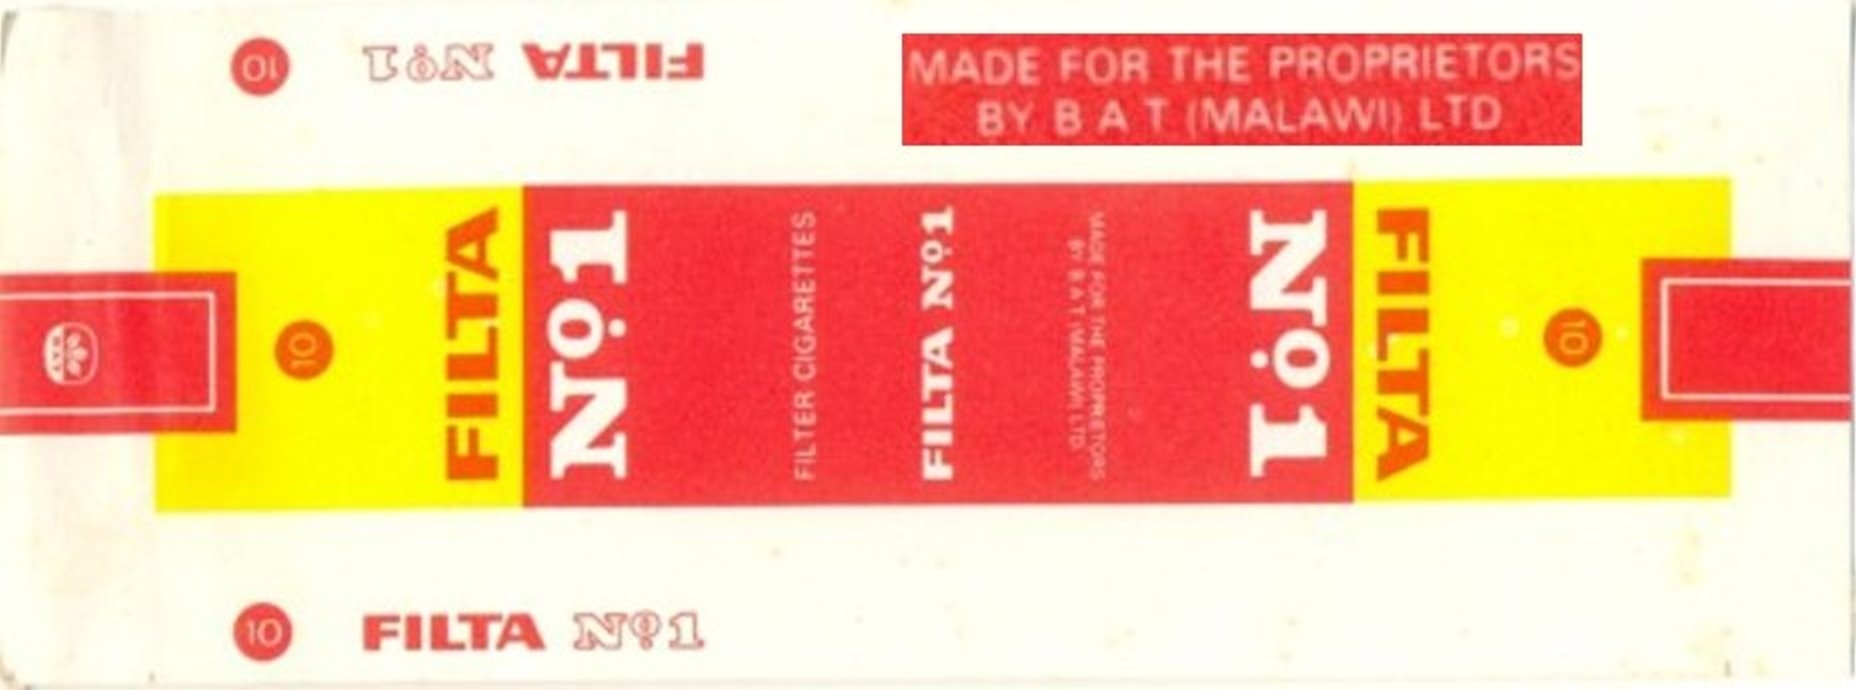 10 FILTA Nº1
MADE FOR THE PROPRIETORS
BY B A T (MALAWI) LTD
BAT
10
FILTA
Nº1
FILTER CIGARETTES
FILTA Nº1
MADE FOR THE PROPRIETORS
BY B A T (MALAWI) LTD
Nº1
FILTA
10
10 FILTA Nº1